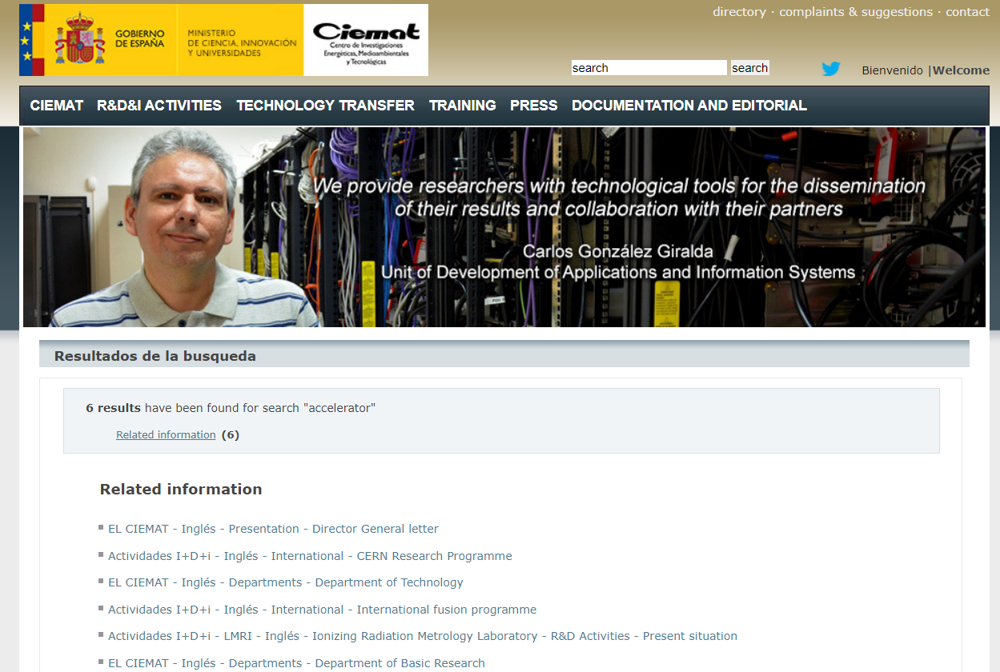 directory · complaints & suggestions · contact
GOBIERNO
DE ESPAÑA
MINISTERIO
DE CIENCIA, INNOVACIÓN
Y UNIVERSIDADES
Ciemat
Centro de Investigaciones
Energéticas, Medioambientales
y Tecnológicas
search search
Bienvenido |Welcome
CIEMAT R&D&I ACTIVITIES TECHNOLOGY TRANSFER TRAINING PRESS DOCUMENTATION AND EDITORIAL
We provide researchers with technological tools for the dissemination
of their results and collaboration with their partners
Carlos González Giralda
Unit of Development of Applications and Information Systems
Resultados de la busqueda
6 results have been found for search "accelerator"
Related information (6)
Related information
EL CIEMAT - Inglés - Presentation - Director General letter
Actividades I+D+i - Inglés - International - CERN Research Programme
EL CIEMAT - Inglés - Departments - Department of Technology
Actividades I+D+i - Inglés - International - International fusion programme
Actividades I+D+i - LMRI - Inglés - Ionizing Radiation Metrology Laboratory - R&D Activities - Present situation
EL CIEMAT - Inglés - Departments - Department of Basic Research